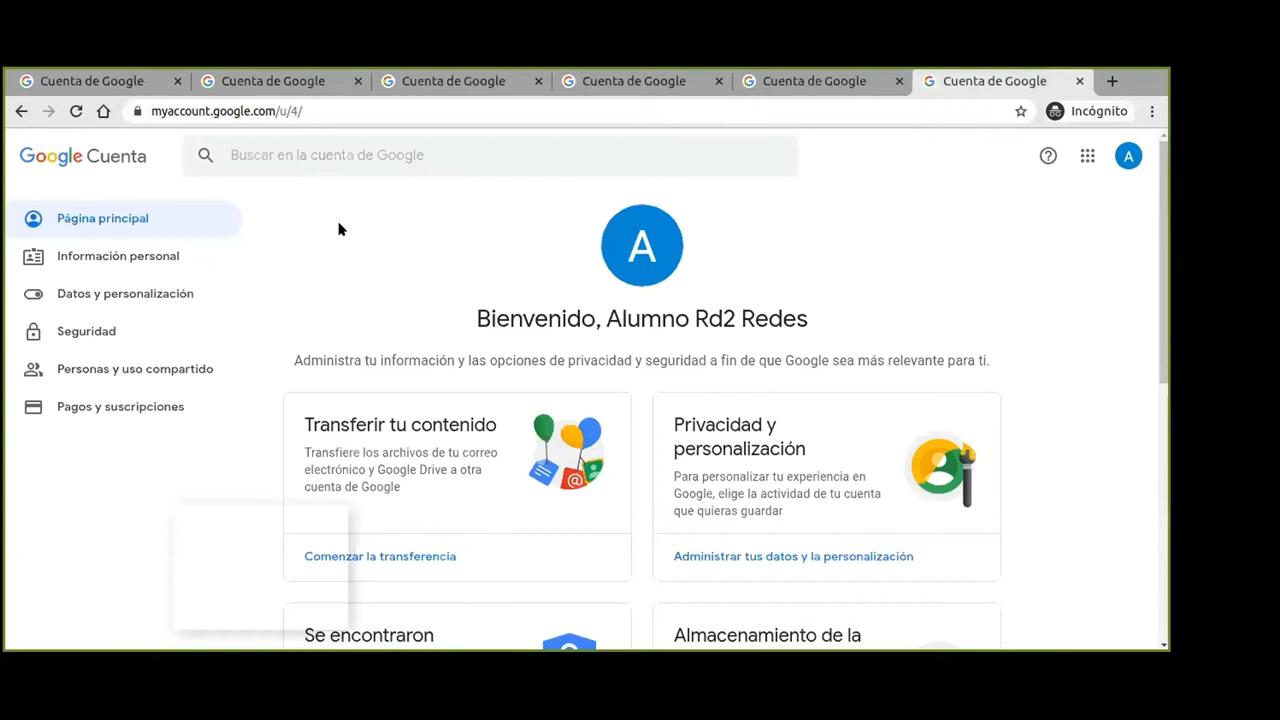 Cuenta de Google
Cuenta de Google
Cuenta de Google
Cuenta de Google
Cuenta de Google
Cuenta de Google
myaccount.google.com/u/4/
Incógnito
Google Cuenta
Buscar en la cuenta de Google
A
Página principal
Información personal
Datos y personalización
Seguridad
Personas y uso compartido
Pagos y suscripciones
A
Bienvenido, Alumno Rd2 Redes
Administra tu información y las opciones de privacidad y seguridad a fin de que Google sea más relevante para ti.
Transferir tu contenido
Transfiere los archivos de tu correo
electrónico y Google Drive a otra
cuenta de Google
Comenzar la transferencia
Privacidad y
personalización
Para personalizar tu experiencia en
Google, elige la actividad de tu cuenta
que quieras guardar
Administrar tus datos y la personalización
Se encontraron
Almacenamiento de la